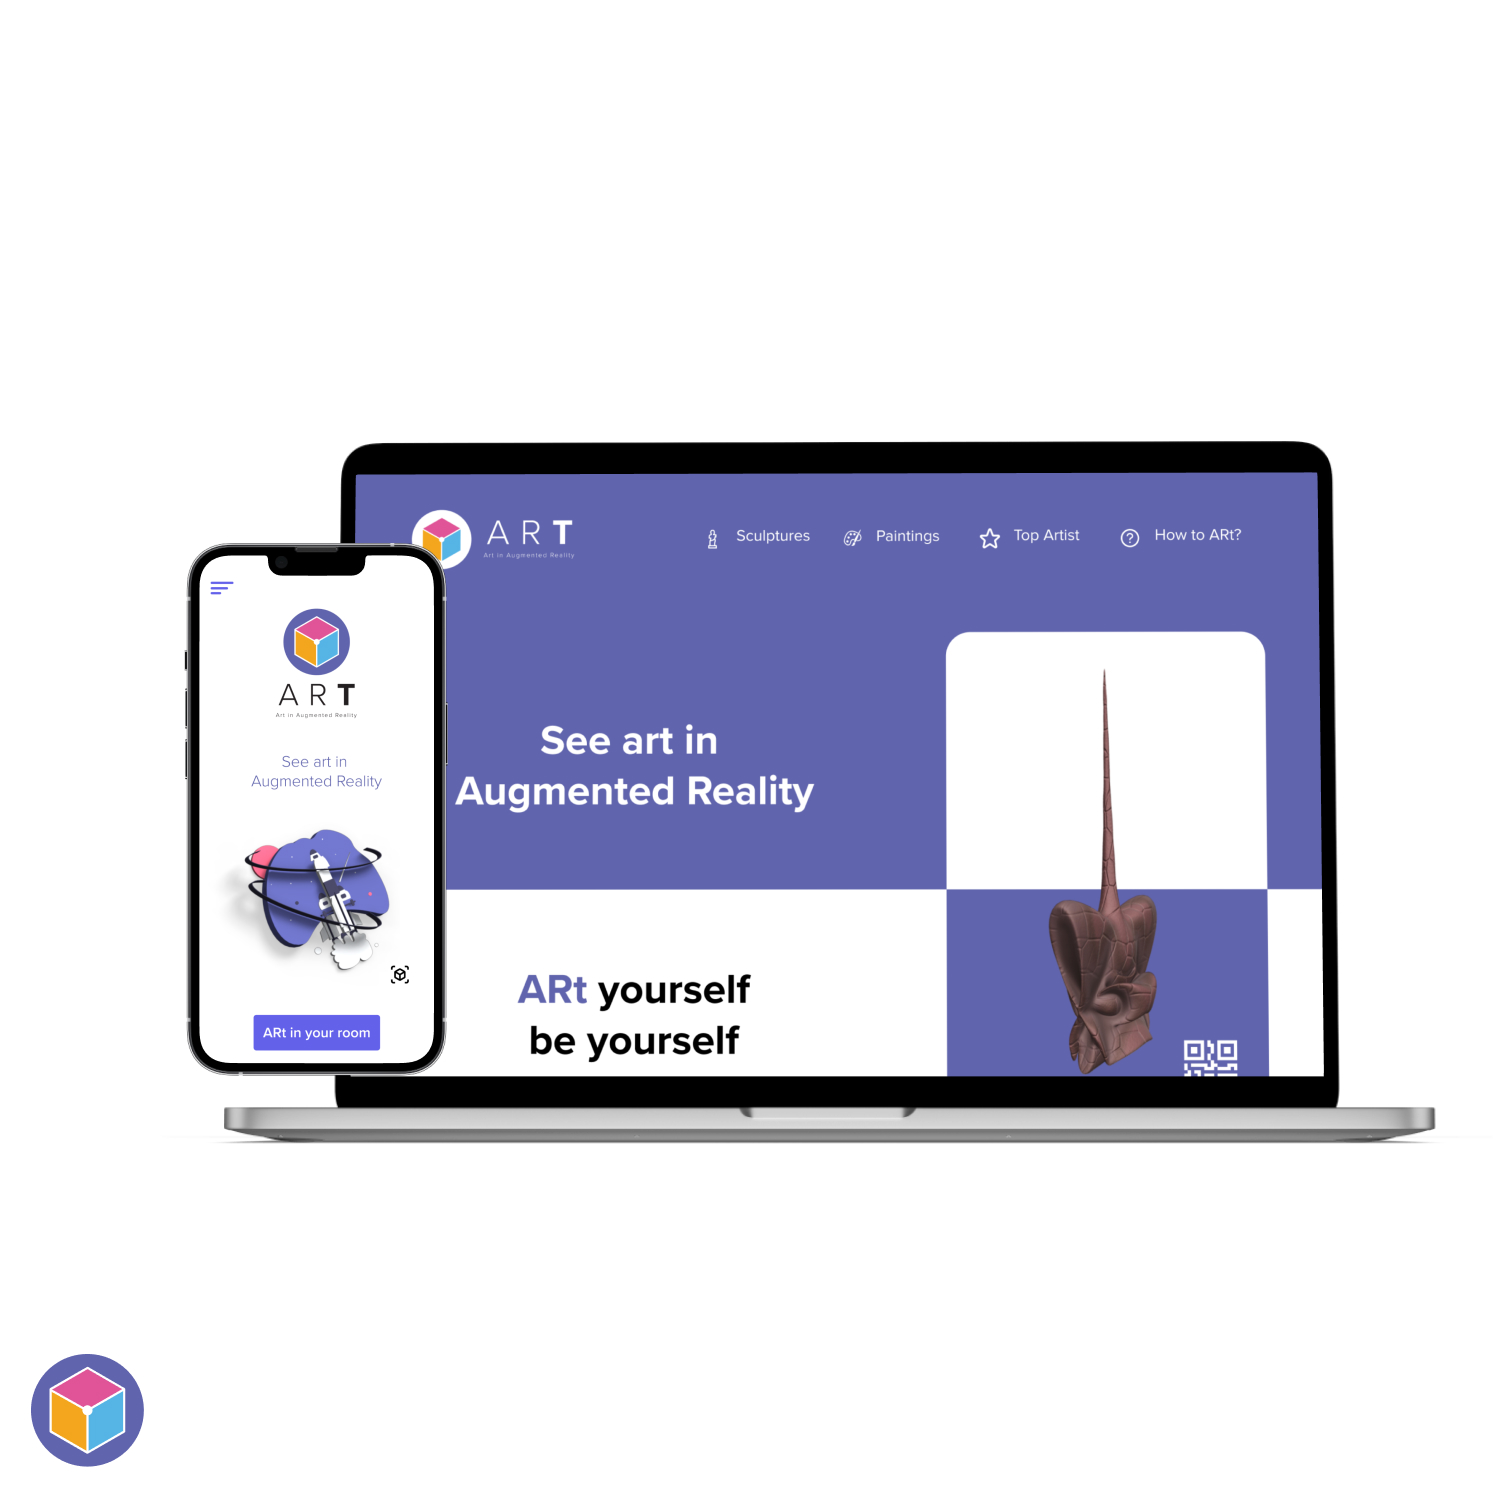 ART
Art in Augmented Reality
Sculptures
Paintings
Top Artist
How to ARt?
See art in
Augmented Reality
ARt yourself
be yourself
ART
Art in Augmented Reality
See art in
Augmented Reality
ARt in your room